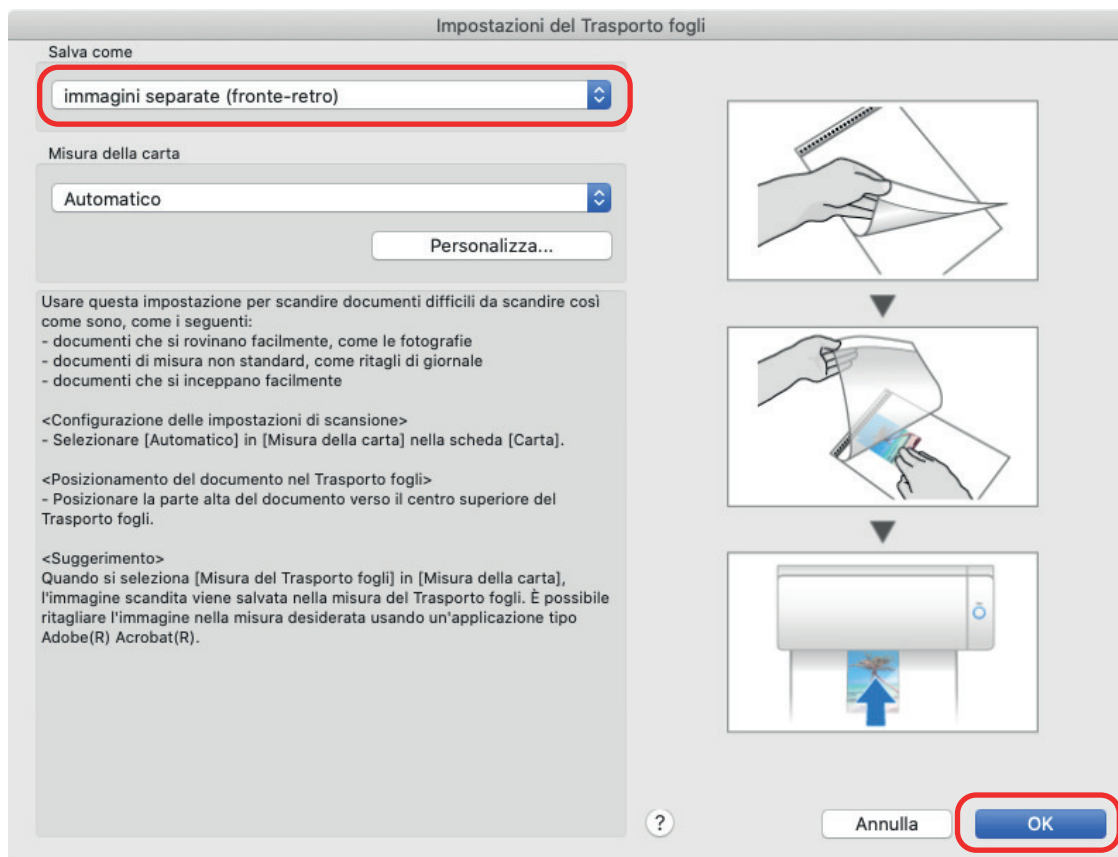 Impostazioni del Trasporto fogli
Salva come
immagini separate (fronte-retro)
Misura della carta
Automatico
Personalizza...
Usare questa impostazione per scandire documenti difficili da scandire così
come sono, come i seguenti:
- documenti che si rovinano facilmente, come le fotografie
- documenti di misura non standard, come ritagli di giornale
- documenti che si inceppano facilmente
<Configurazione delle impostazioni di scansione>
- Selezionare [Automatico] in [Misura della carta] nella scheda [Carta].
<Posizionamento del documento nel Trasporto fogli>
- Posizionare la parte alta del documento verso il centro superiore del
Trasporto fogli.
<Suggerimento>
Quando si seleziona [Misura del Trasporto fogli] in [Misura della carta],
l'immagine scandita viene salvata nella misura del Trasporto fogli. È possibile
ritagliare l'immagine nella misura desiderata usando un'applicazione tipo
Adobe(R) Acrobat(R).
?
Annulla
OK